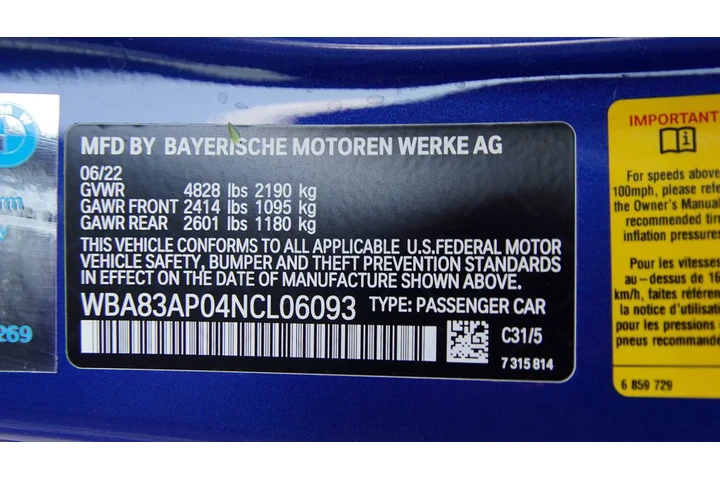 MFD BY BAYERISCHE MOTOREN WERKE AG
06/22
GVWR 4828 lbs 2190 kg
GAWR FRONT 2414 lbs 1095 kg
GAWR REAR 2601 lbs 1180 kg
THIS VEHICLE CONFORMS TO ALL APPLICABLE U.S.FEDERAL MOTOR
VEHICLE SAFETY, BUMPER AND THEFT PREVENTION STANDARDS
IN EFFECT ON THE DATE OF MANUFACTURE SHOWN ABOVE.
WBA83AP04NCL06093 TYPE: PASSENGER CAR
C31/5
7 315 814
269
IMPORTANT
For speeds above
100mph, please refe
the Owner's Manual
recommended tir
inflation pressures
Pour les vitesses
au-dessus de 16
km/h, faites référen
la notice d'utilisat
pour les pressions
pneu recommandé
6 859 729